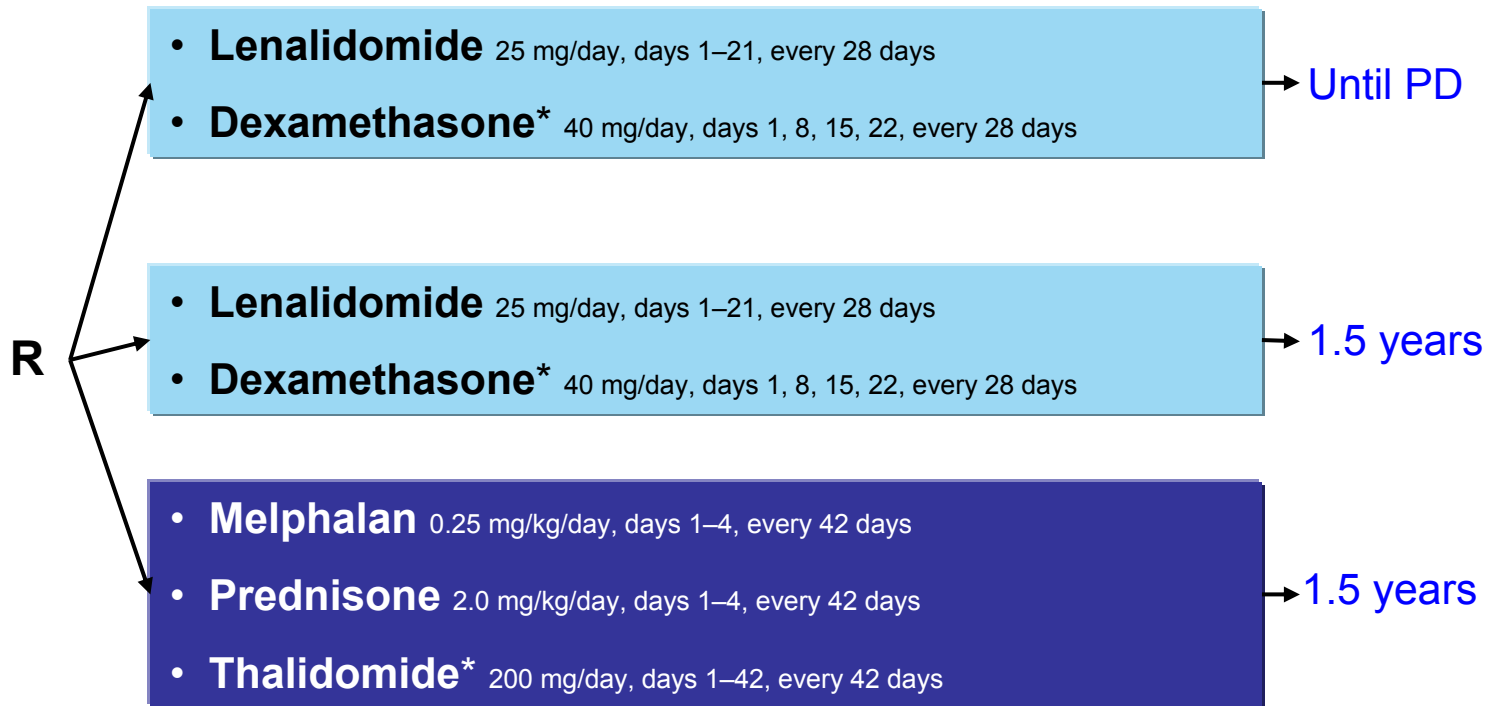 • Lenalidomide 25 mg/day, days 1–21, every 28 days
• Dexamethasone* 40 mg/day, days 1, 8, 15, 22, every 28 days
Until PD
R
• Lenalidomide 25 mg/day, days 1–21, every 28 days
• Dexamethasone* 40 mg/day, days 1, 8, 15, 22, every 28 days
1.5 years
• Melphalan 0.25 mg/kg/day, days 1–4, every 42 days
• Prednisone 2.0 mg/kg/day, days 1–4, every 42 days
• Thalidomide* 200 mg/day, days 1–42, every 42 days
1.5 years